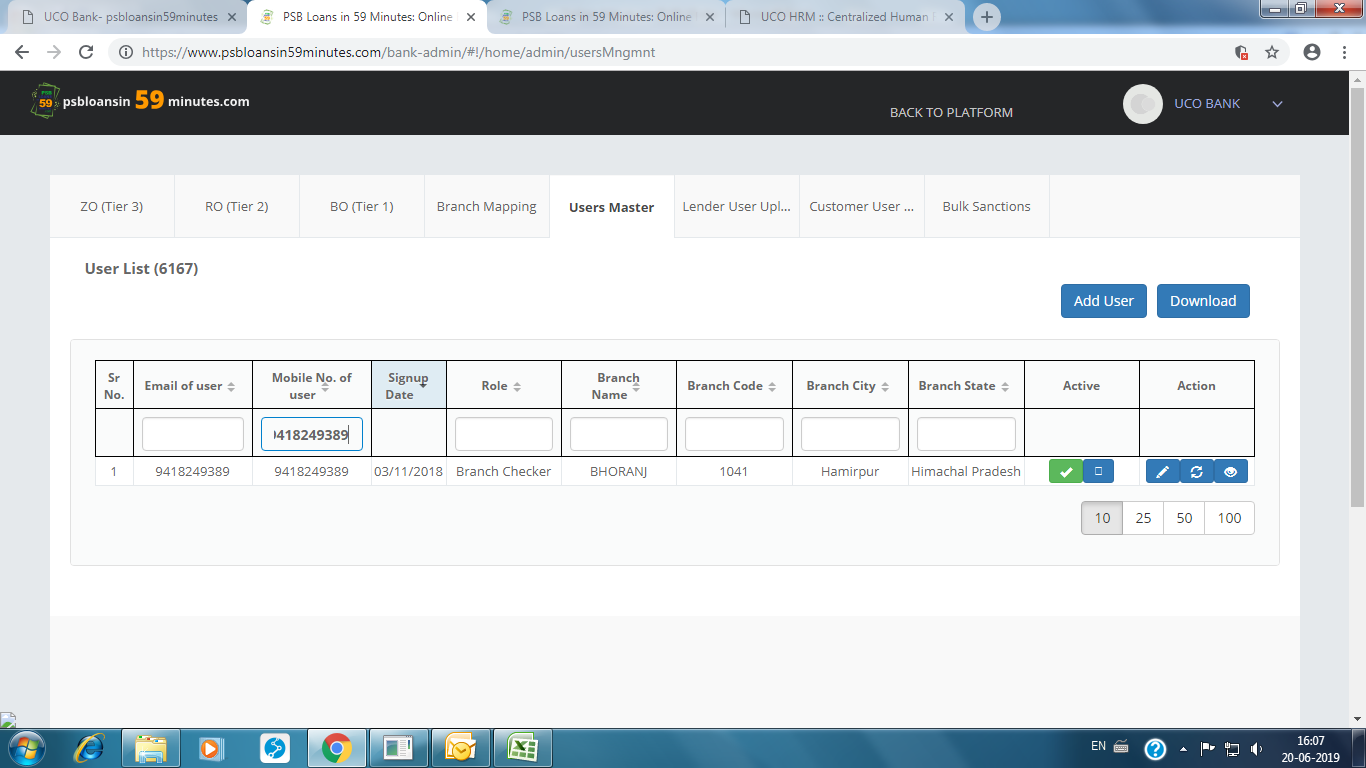 UCO Bank- psbloansin59minutes
PSB Loans in 59 Minutes: Online
PSB Loans in 59 Minutes: Online
UCO HRM :: Centralized Human
https://www.psbloansin59minutes.com/bank-admin/#!/home/admin/usersMngmnt
PSB
59
psbloansin 59 minutes.com
BACK TO PLATFORM
UCO BANK
ZO (Tier 3)
RO (Tier 2)
BO (Tier 1)
Branch Mapping
Users Master
Lender User Upl...
Customer User ...
Bulk Sanctions
User List (6167)
Add User
Download
Sr No.
Email of user
Mobile No. of user
Signup Date
Role
Branch Name
Branch Code
Branch City
Branch State
Active
Action
9418249389
1
9418249389
9418249389
03/11/2018
Branch Checker
BHORANJ
1041
Hamirpur
Himachal Pradesh
10
25
50
100
EN
16:07
20-06-2019